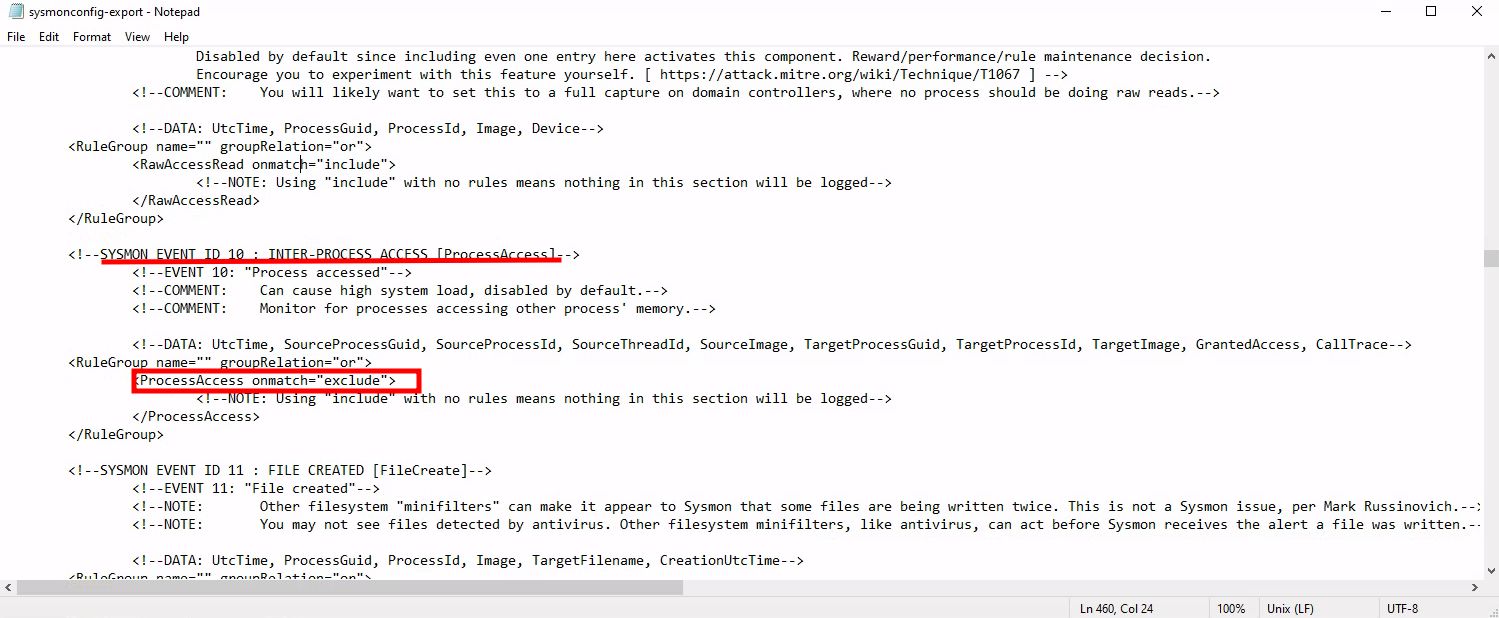 sysmonconfig-export - Notepad
File Edit Format View Help
Disabled by default since including even one entry here activates this component. Reward/performance/rule maintenance decision.
Encourage you to experiment with this feature yourself. [ https://attack.mitre.org/wiki/Technique/T1067 ] -->
<!--COMMENT: You will likely want to set this to a full capture on domain controllers, where no process should be doing raw reads.-->
<!--DATA: UtcTime, ProcessGuid, ProcessId, Image, Device-->
<RuleGroup name="" groupRelation="or">
<RawAccessRead onmatch="include">
<!--NOTE: Using "include" with no rules means nothing in this section will be logged-->
</RawAccessRead>
</RuleGroup>
<!--SYSMON EVENT ID 10 : INTER-PROCESS ACCESS [ProcessAccess]-->
<!--EVENT 10: "Process accessed"-->
<!--COMMENT: Can cause high system load, disabled by default.-->
<!--COMMENT: Monitor for processes accessing other process' memory.-->
<!--DATA: UtcTime, SourceProcessGuid, SourceProcessId, SourceThreadId, SourceImage, TargetProcessGuid, TargetProcessId, TargetImage, GrantedAccess, CallTrace-->
<RuleGroup name="" groupRelation="or">
<ProcessAccess onmatch="exclude">
<!--NOTE: Using "include" with no rules means nothing in this section will be logged-->
</ProcessAccess>
</RuleGroup>
<!--SYSMON EVENT ID 11 : FILE CREATED [FileCreate]-->
<!--EVENT 11: "File created"-->
<!--NOTE: Other filesystem "minifilters" can make it appear to Sysmon that some files are being written twice. This is not a Sysmon issue, per Mark Russinovich.-->
<!--NOTE: You may not see files detected by antivirus. Other filesystem minifilters, like antivirus, can act before Sysmon receives the alert a file was written.--
<!--DATA: UtcTime, ProcessGuid, ProcessId, Image, TargetFilename, CreationUtcTime-->
<RuleGroup name="" groupRelation="or">
Ln 460, Col 24 100% Unix (LF) UTF-8